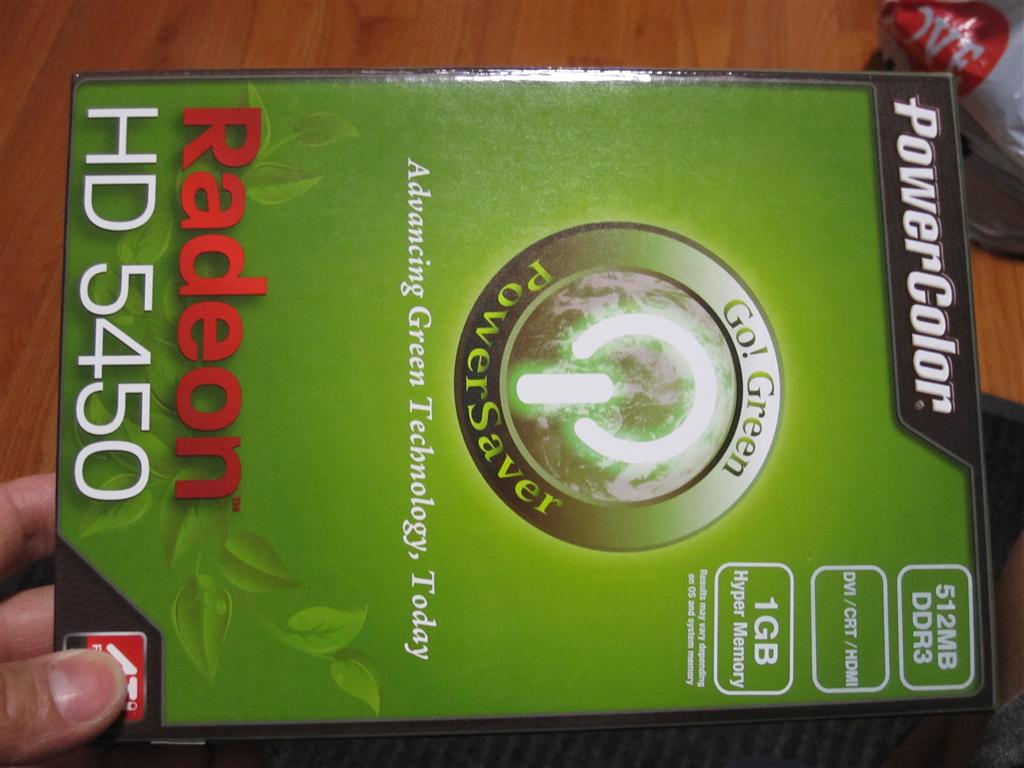 PowerColor
512MB
DDR3
DVI / CRT / HDMI
1GB
Hyper Memory
Results may vary depending
on OS and system memory
Go! Green
PowerSaver
Advancing Green Technology, Today
Radeon™
HD 5450